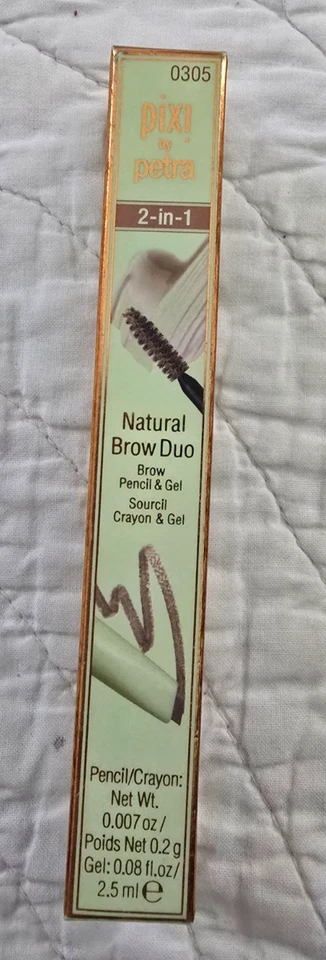 0305
pixi
by
petra
2-in-1
Natural
Brow Duo
Brow
Pencil & Gel
Sourcil
Crayon & Gel
Pencil/Crayon:
Net Wt.
0.007 oz /
Poids Net 0.2 g
Gel: 0.08 fl.oz/
2.5 ml ℮